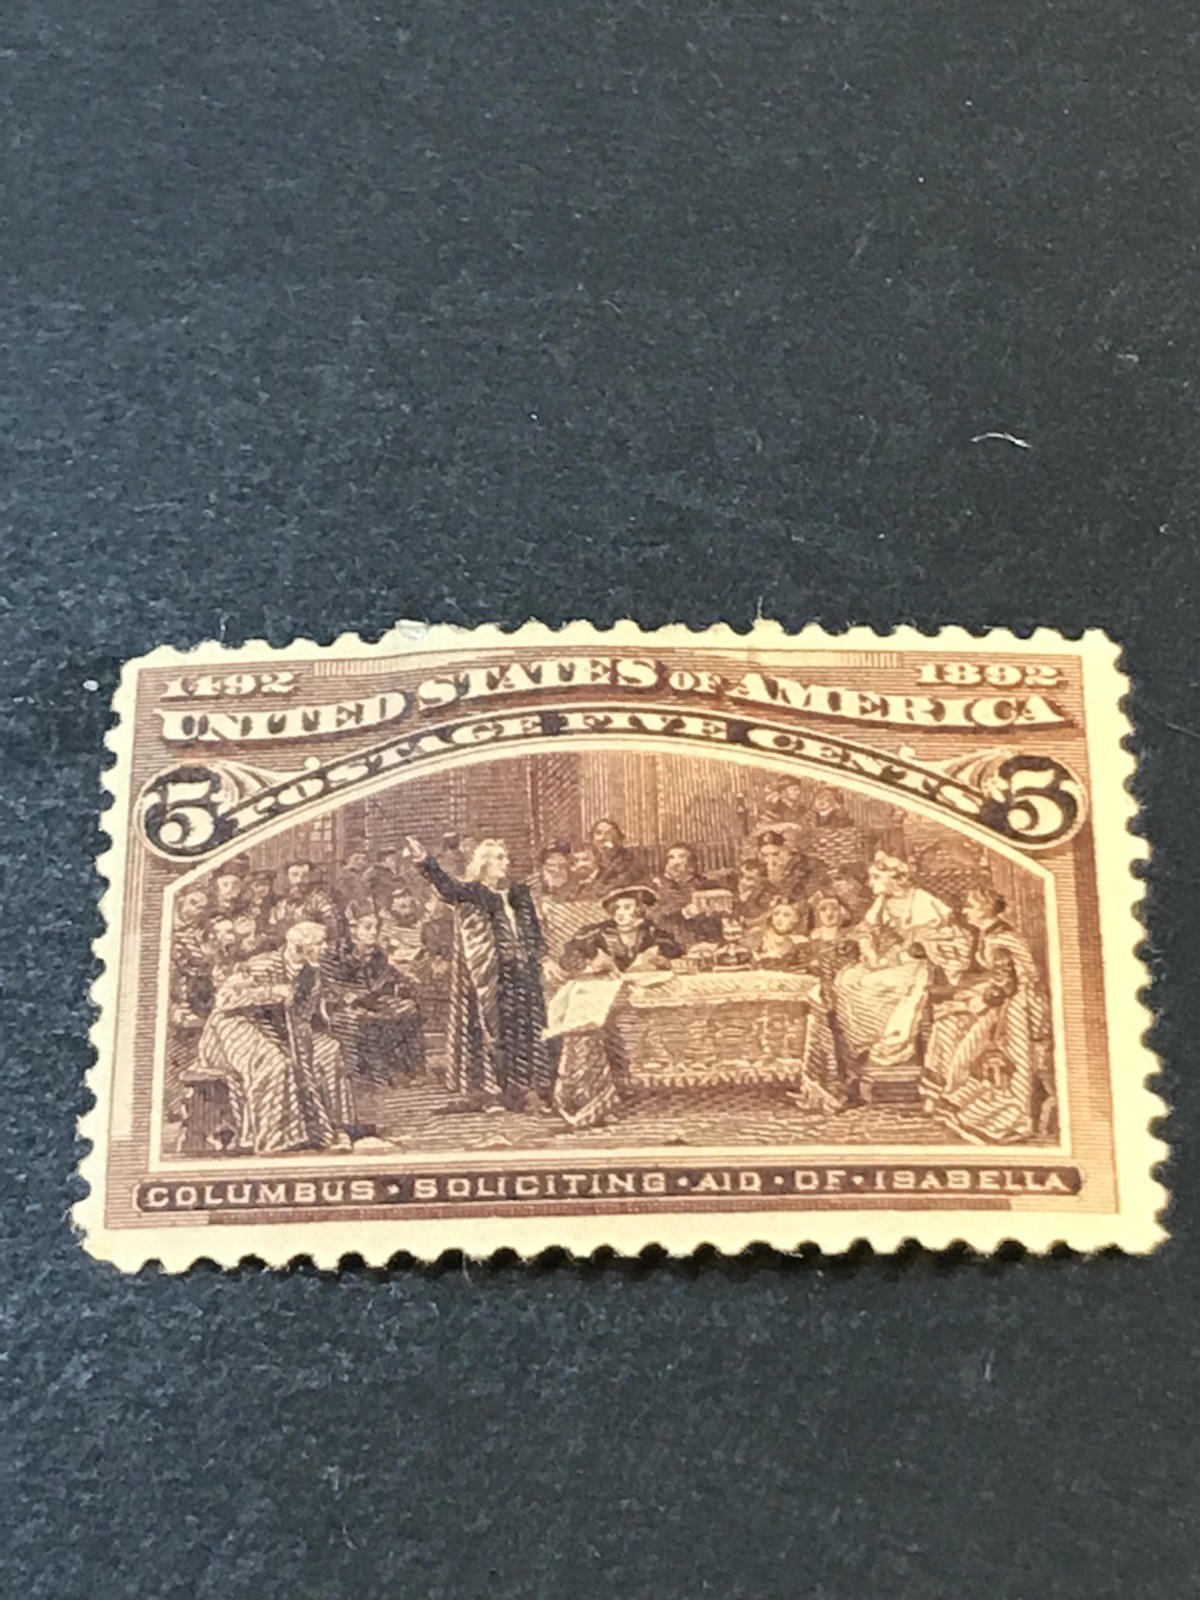 1492 1892
UNITED STATES OF AMERICA
POSTAGE FIVE CENTS
5 5
COLUMBUS · SOLICITING · AID · OF · ISABELLA